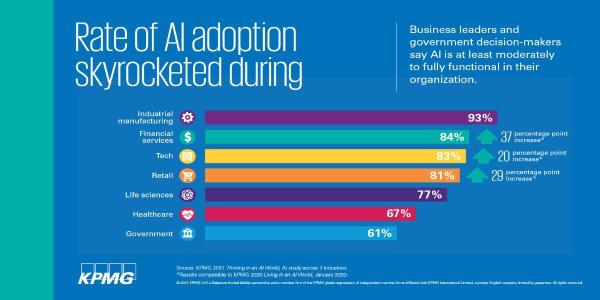 Rate of AI adoption
skyrocketed during
Business leaders and
government decision-makers
say AI is at least moderately
to fully functional in their
organization.
Industrial
manufacturing
93%
Financial
services
84%
37 percentage point
increase*
Tech
83%
20 percentage point
increase*
Retail
81%
29 percentage point
increase*
Life sciences
77%
Healthcare
67%
Government
61%
KPMG
Source: KPMG 2021 Thriving in an AI World, AI study across 7 industries
*Results comparable to KPMG 2020 Living in an AI World, January 2020.
© 2021 KPMG LLP, a Delaware limited liability partnership and a member firm of the KPMG global organization of independent member firms affiliated with KPMG International Limited, a private English company limited by guarantee. All rights reserved.